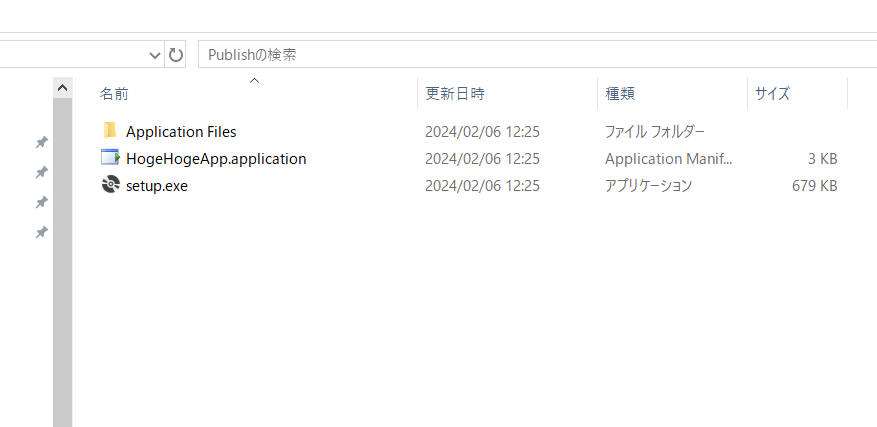 Publishの検索
名前 更新日時 種類 サイズ
Application Files 2024/02/06 12:25 ファイル フォルダー
HogeHogeApp.application 2024/02/06 12:25 Application Manif... 3 KB
setup.exe 2024/02/06 12:25 アプリケーション 679 KB